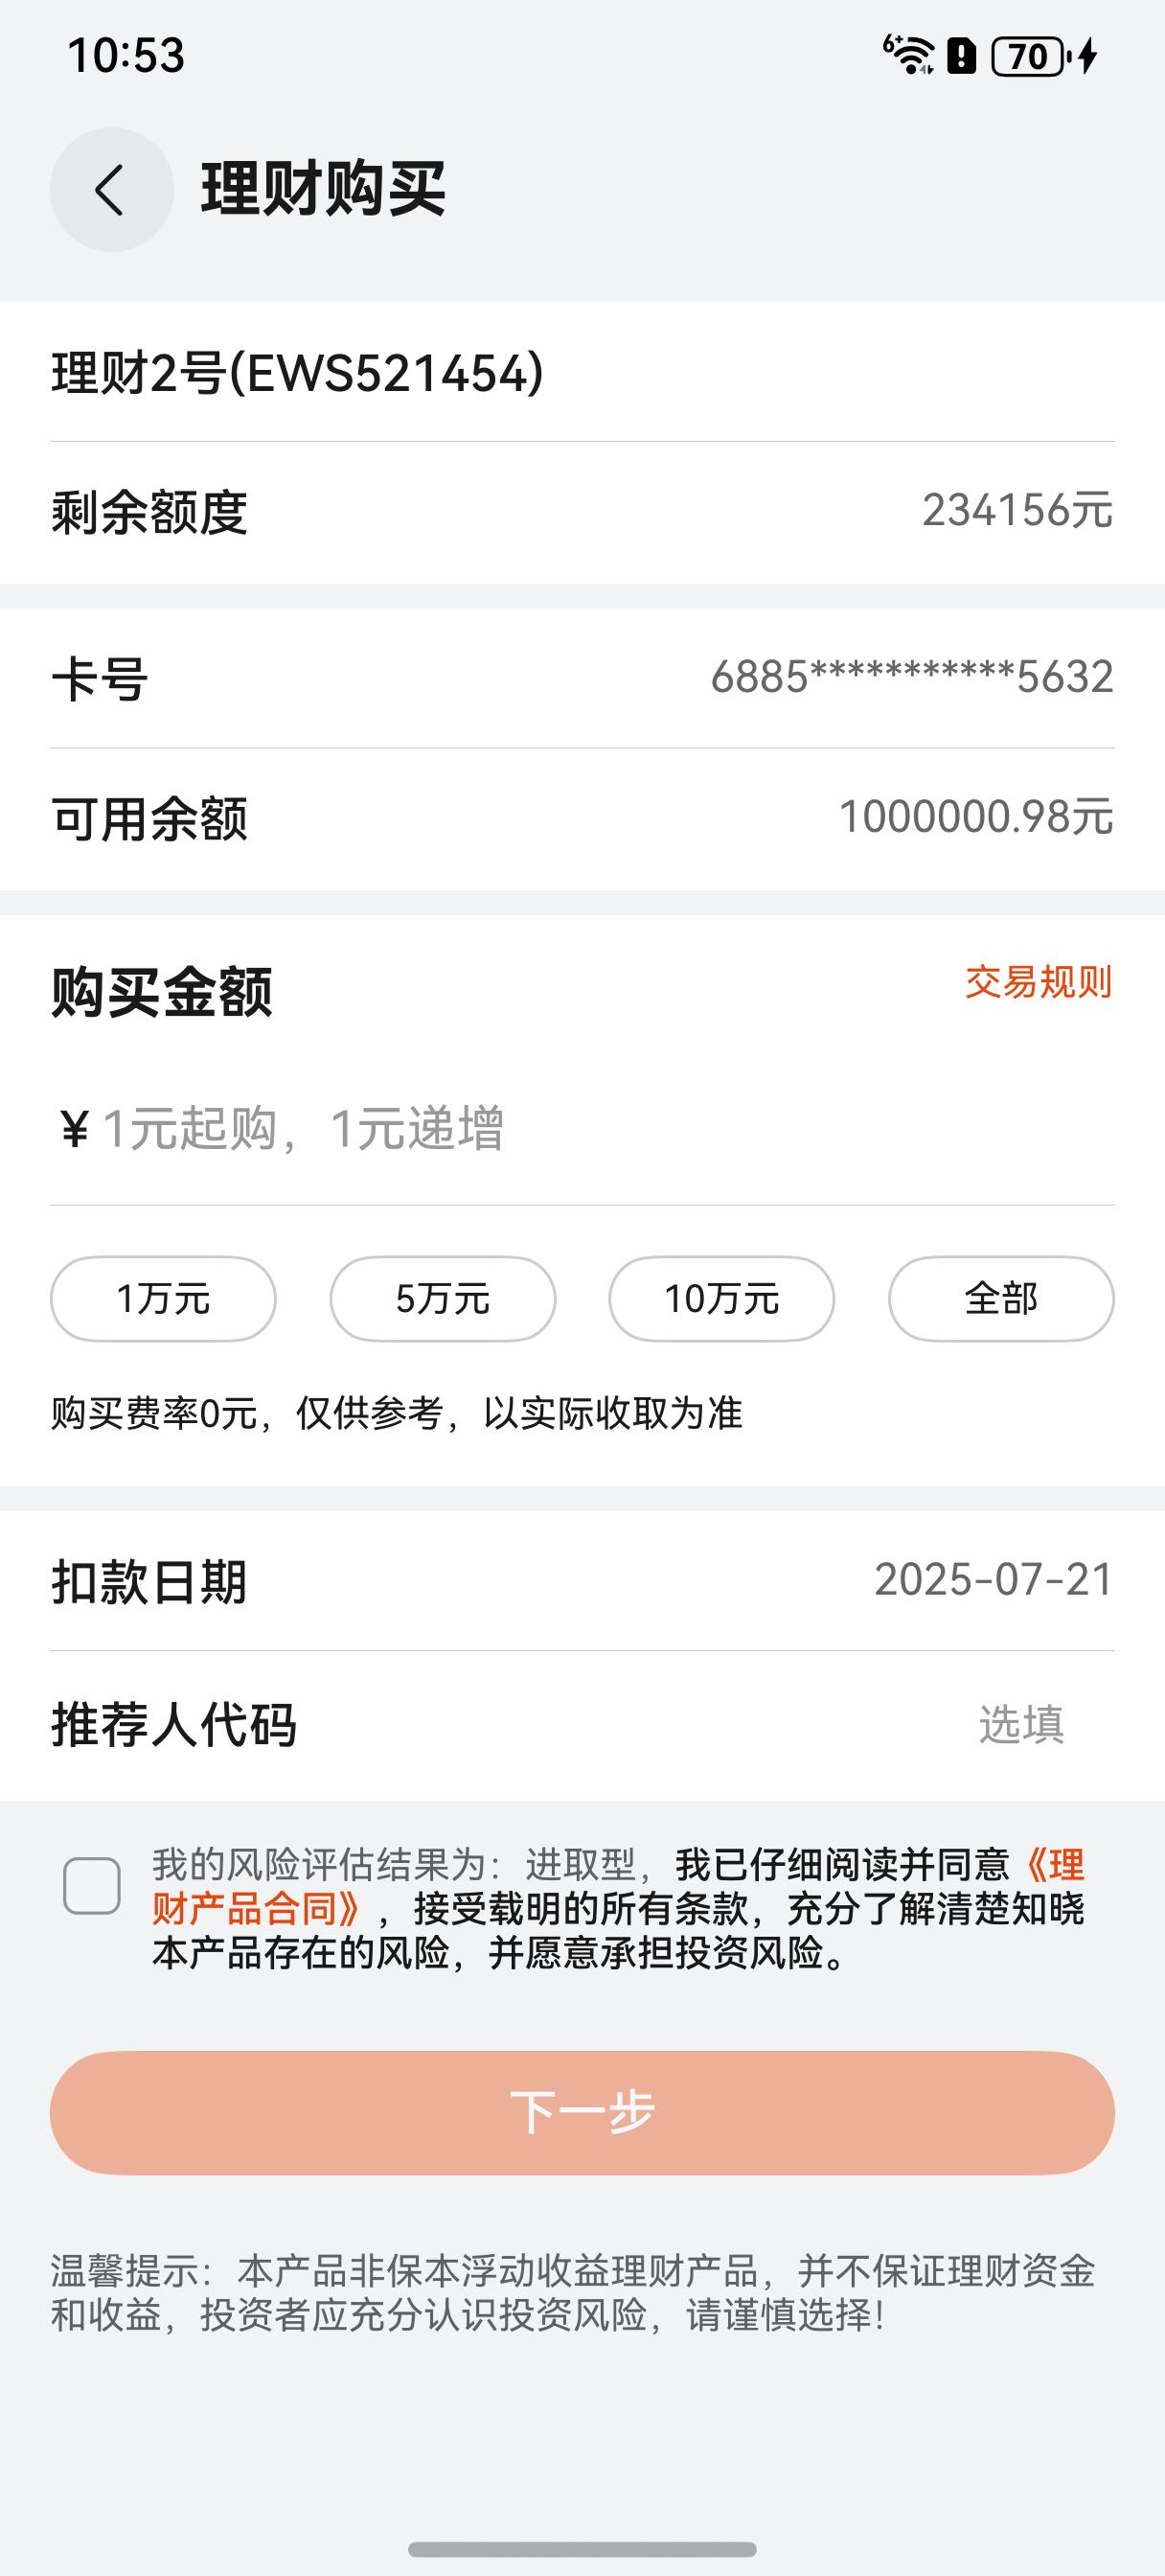 10:53
6+
70
理财购买
理财2号(EWS521454)
剩余额度 234156元
卡号 6885***********5632
可用余额 1000000.98元
购买金额 交易规则
¥ 1元起购，1元递增
1万元 5万元 10万元 全部
购买费率0元，仅供参考，以实际收取为准
扣款日期 2025-07-21
推荐人代码 选填
我的风险评估结果为：进取型，我已仔细阅读并同意《理
财产品合同》，接受载明的所有条款，充分了解清楚知晓
本产品存在的风险，并愿意承担投资风险。
下一步
温馨提示：本产品非保本浮动收益理财产品，并不保证理财资金
和收益，投资者应充分认识投资风险，请谨慎选择！